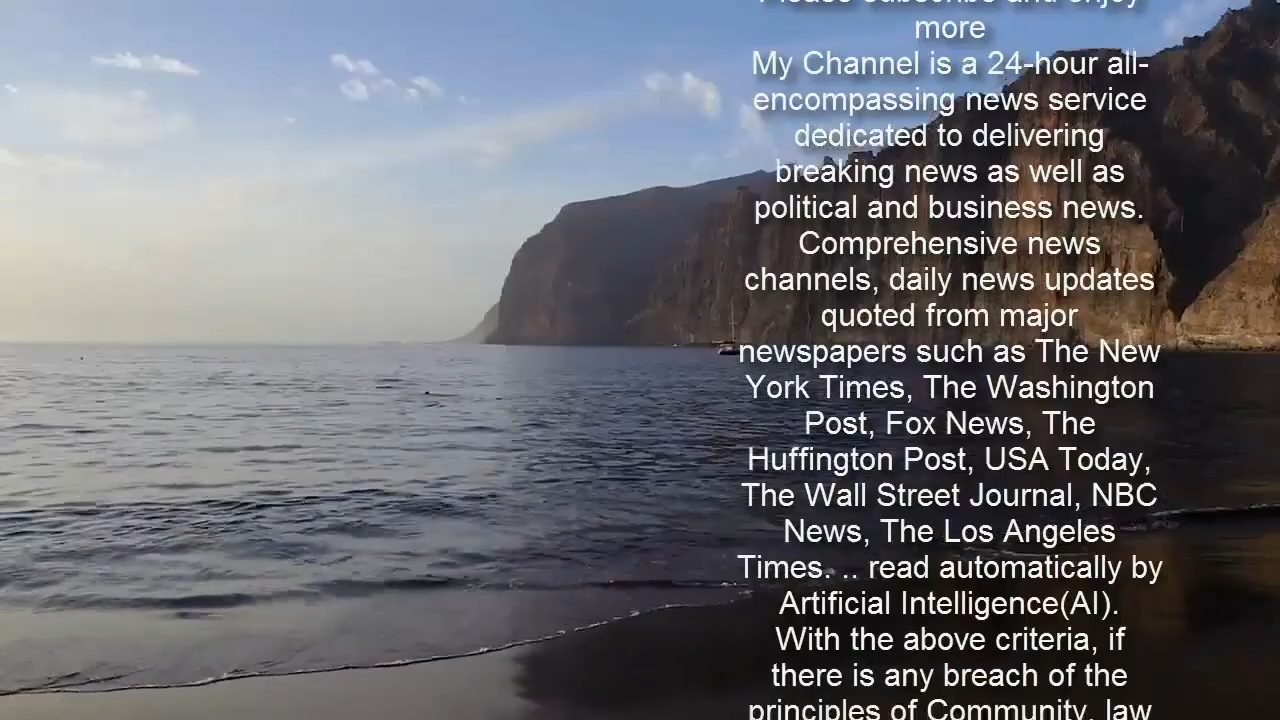 Please subscribe and enjoy
more
My Channel is a 24-hour all-
encompassing news service
dedicated to delivering
breaking news as well as
political and business news.
Comprehensive news
channels, daily news updates
quoted from major
newspapers such as The New
York Times, The Washington
Post, Fox News, The
Huffington Post, USA Today,
The Wall Street Journal, NBC
News, The Los Angeles
Times. .. read automatically by
Artificial Intelligence(AI).
With the above criteria, if
there is any breach of the
principles of Community, law